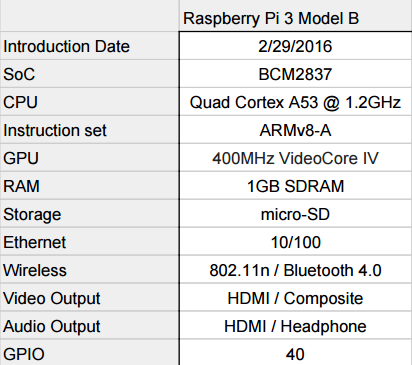 Raspberry Pi 3 Model B
Introduction Date 2/29/2016
SoC BCM2837
CPU Quad Cortex A53 @ 1.2GHz
Instruction set ARMv8-A
GPU 400MHz VideoCore IV
RAM 1GB SDRAM
Storage micro-SD
Ethernet 10/100
Wireless 802.11n / Bluetooth 4.0
Video Output HDMI / Composite
Audio Output HDMI / Headphone
GPIO 40